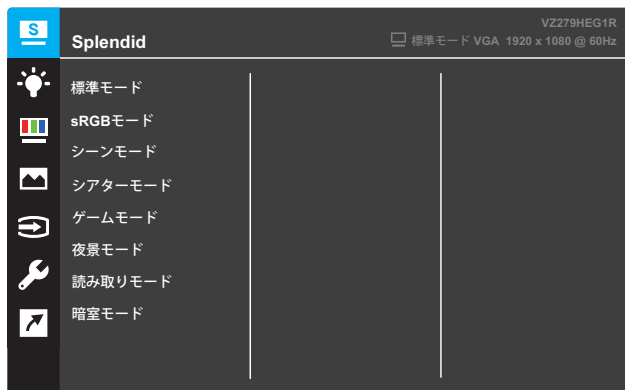 S
VZ279HEG1R
Splendid
標準モード VGA 1920 x 1080 @ 60Hz
標準モード
sRGBモード
シーンモード
シアターモード
ゲームモード
夜景モード
読み取りモード
暗室モード